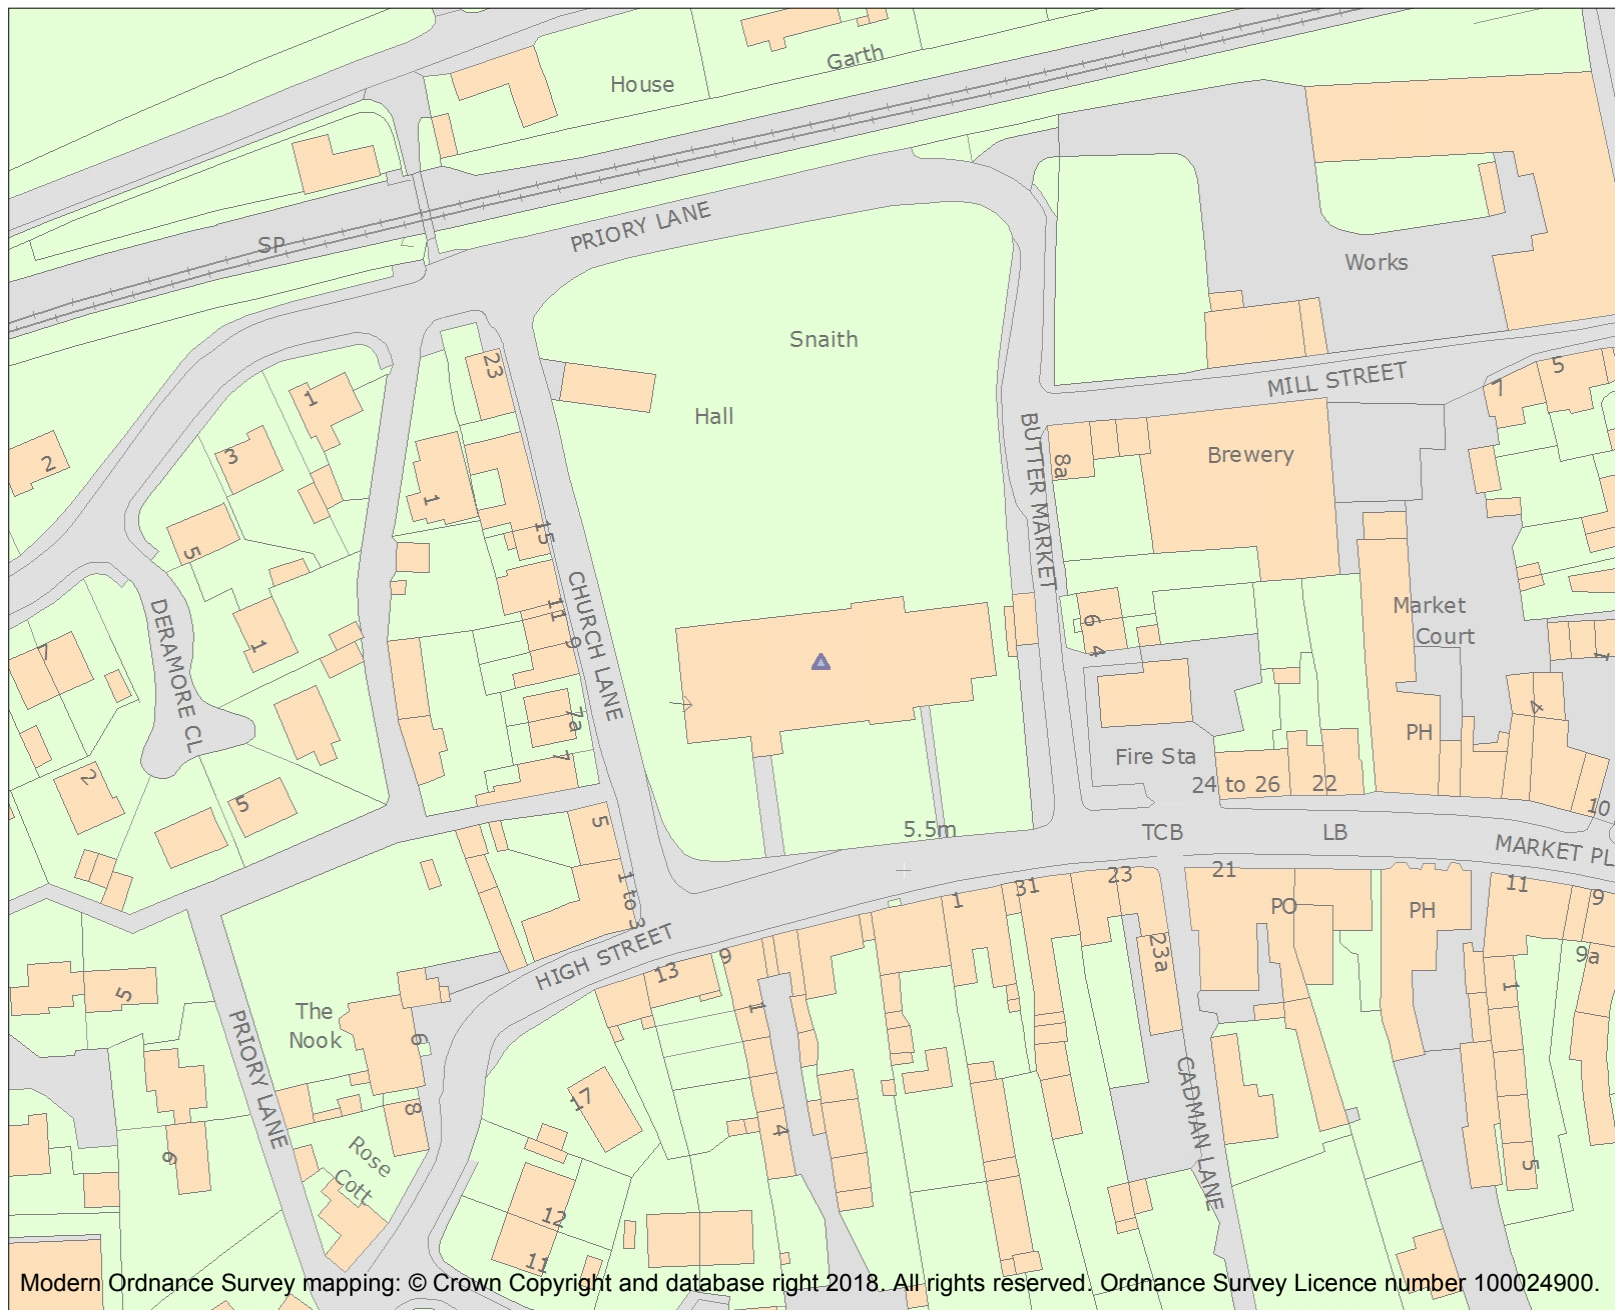 Garth
House
PRIORY LANE
SP
Works
Snaith
23
MILL STREET
5
7
1
Hall
2
3
BUTTER MARKET
8a
Brewery
1
15
5
CHURCH LANE
11
9
DERAMORE CL
1
6
4
Market
Court
1
7
7a
7
4
PH
Fire Sta
24 to 26
22
2
5
5
10
5.5m
TCB
LB
MARKET PL
1 to 3
HIGH STREET
1
31
23
21
PO
PH
11
9
9a
13
9
23a
5
1
1
The
Nook
6
PRIORY LANE
17
8
4
CADMAN LANE
9
Rose
Cott
5
12
11
Modern Ordnance Survey mapping: © Crown Copyright and database right 2018. All rights reserved. Ordnance Survey Licence number 100024900.